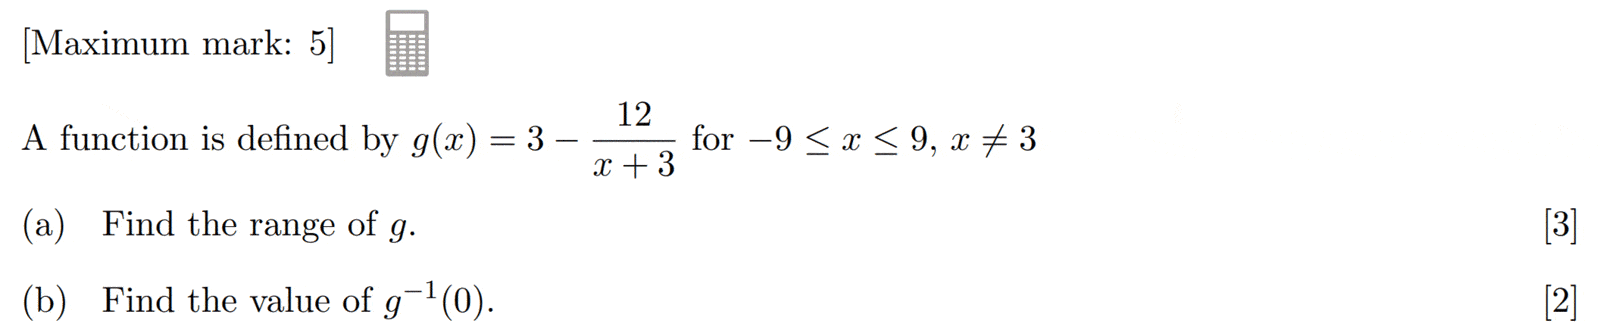 [Maximum mark: 5]
A function is defined by g(x) = 3 − \frac{12}{x + 3} for −9 ≤ x ≤ 9, x ≠ 3
(a) Find the range of g. [3]
(b) Find the value of g⁻¹(0). [2]